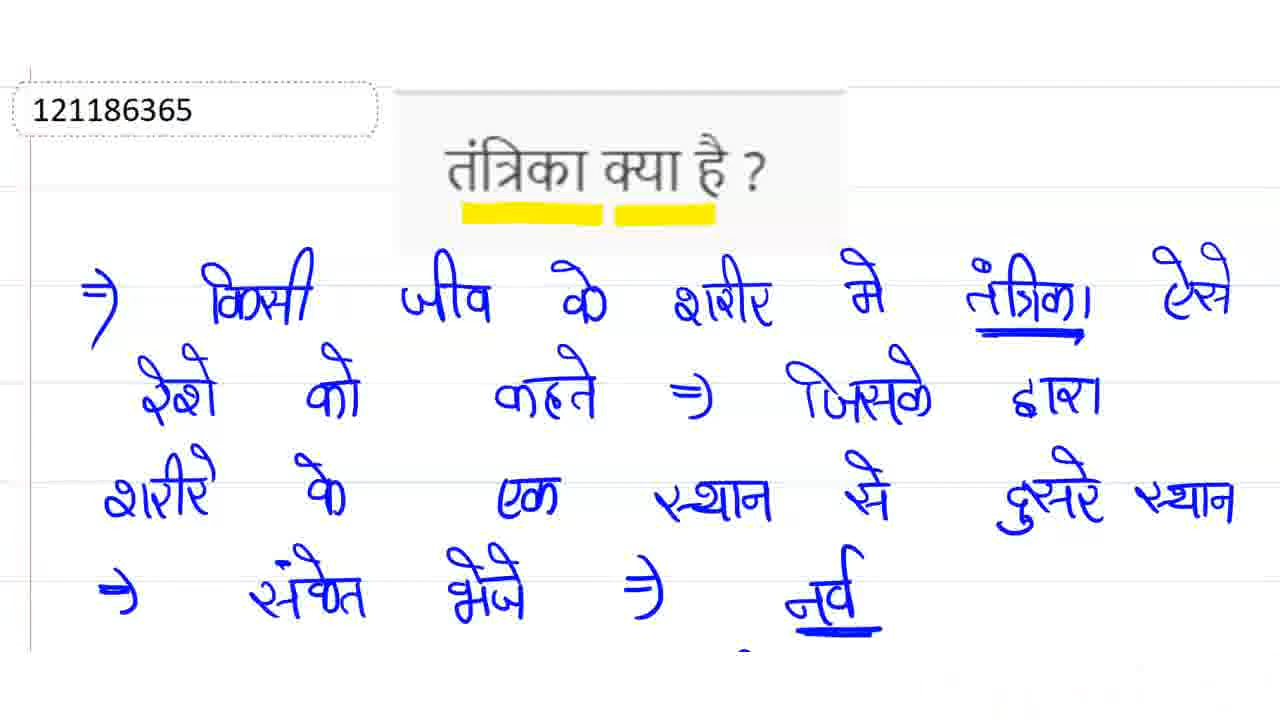 121186365
तंत्रिका क्या है ?
⇒ किसी जीव के शरीर मे तंत्रिका ऐसे
रेशे को कहते ⇒ जिसके द्वारा
शरीर के एक स्थान से दुसरे स्थान
⇒ संकेत भेजे ⇒ नर्व